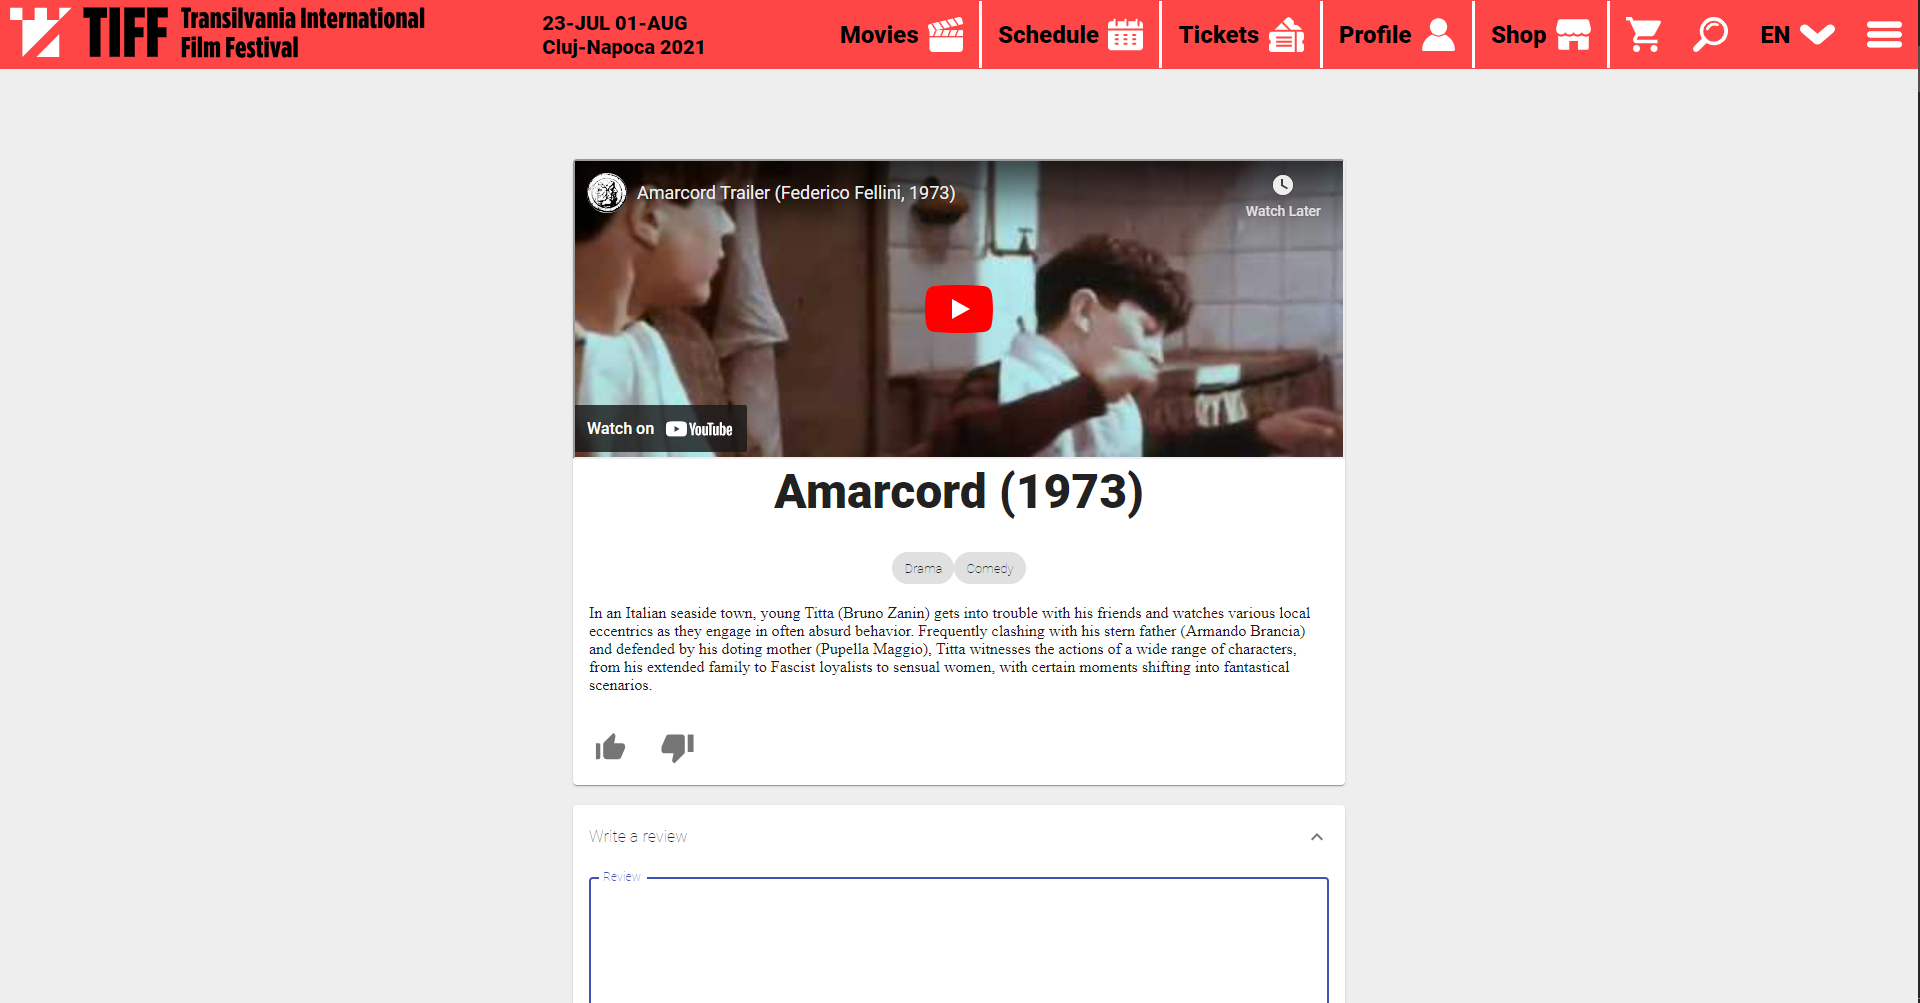 TIFF
Transilvania International
Film Festival
23-JUL 01-AUG
Cluj-Napoca 2021
Movies
Schedule
Tickets
Profile
Shop
EN
Amarcord Trailer (Federico Fellini, 1973)
Watch Later
Watch on YouTube
Amarcord (1973)
Drama
Comedy
In an Italian seaside town, young Titta (Bruno Zanin) gets into trouble with his friends and watches various local
eccentrics as they engage in often absurd behavior. Frequently clashing with his stern father (Armando Brancia)
and defended by his doting mother (Pupella Maggio), Titta witnesses the actions of a wide range of characters,
from his extended family to Fascist loyalists to sensual women, with certain moments shifting into fantastical
scenarios.
Write a review
Review